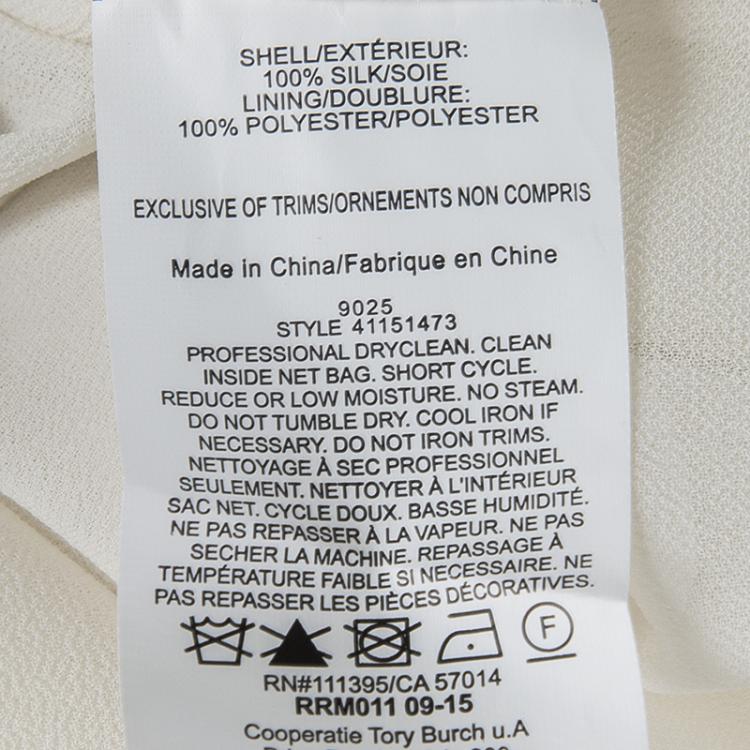 SHELL/EXTÉRIEUR:
100% SILK/SOIE
LINING/DOUBLURE:
100% POLYESTER/POLYESTER
EXCLUSIVE OF TRIMS/ORNEMENTS NON COMPRIS
Made in China/Fabrique en Chine
9025
STYLE 41151473
PROFESSIONAL DRYCLEAN. CLEAN
INSIDE NET BAG. SHORT CYCLE.
REDUCE OR LOW MOISTURE. NO STEAM.
DO NOT TUMBLE DRY. COOL IRON IF
NECESSARY. DO NOT IRON TRIMS.
NETTOYAGE À SEC PROFESSIONNEL
SEULEMENT. NETTOYER À L'INTÉRIEUR
SAC NET. CYCLE DOUX. BASSE HUMIDITÉ.
NE PAS REPASSER À LA VAPEUR. NE PAS
SECHER LA MACHINE. REPASSAGE À
TEMPÉRATURE FAIBLE SI NECESSAIRE. NE
PAS REPASSER LES PIÈCES DÉCORATIVES.
F
RN#111395/CA 57014
RRM011 09-15
Cooperatie Tory Burch u.A